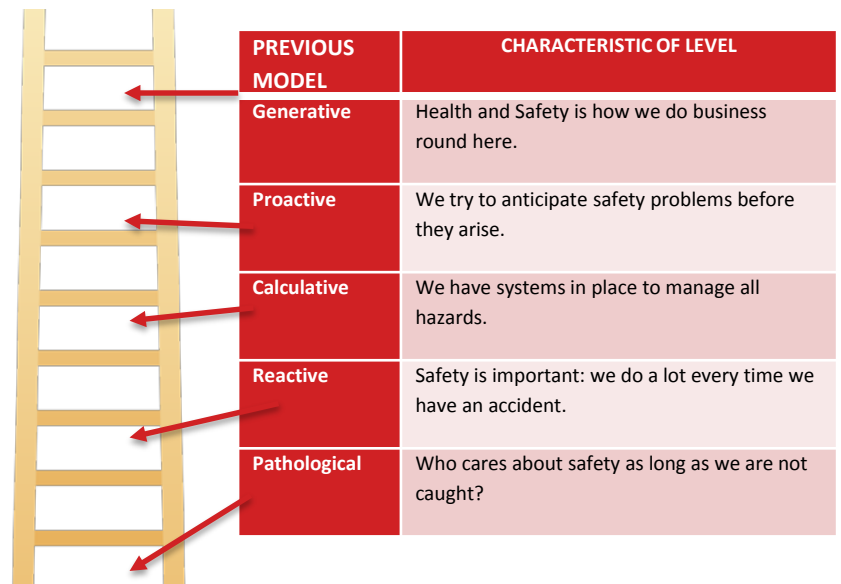 PREVIOUS
MODEL
CHARACTERISTIC OF LEVEL
Generative
Health and Safety is how we do business
round here.
Proactive
We try to anticipate safety problems before
they arise.
Calculative
We have systems in place to manage all
hazards.
Reactive
Safety is important: we do a lot every time we
have an accident.
Pathological
Who cares about safety as long as we are not
caught?